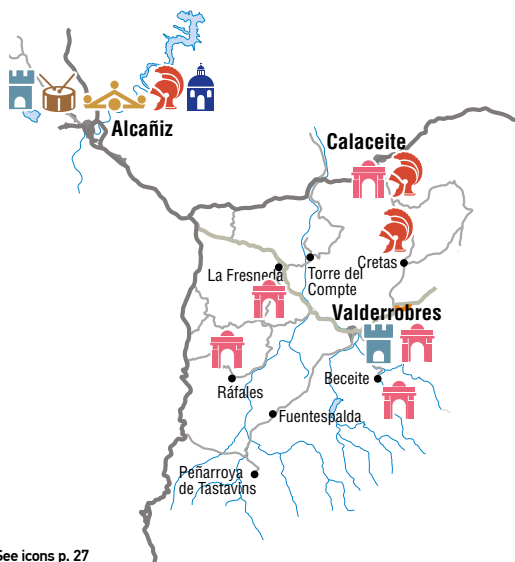 Alcañiz
Calaceite
La Fresneda
Torre del
Compte
Cretas
Valderrobres
Ráfales
Beceite
Fuentespalda
Peñarroya
de Tastavins
See icons p. 27